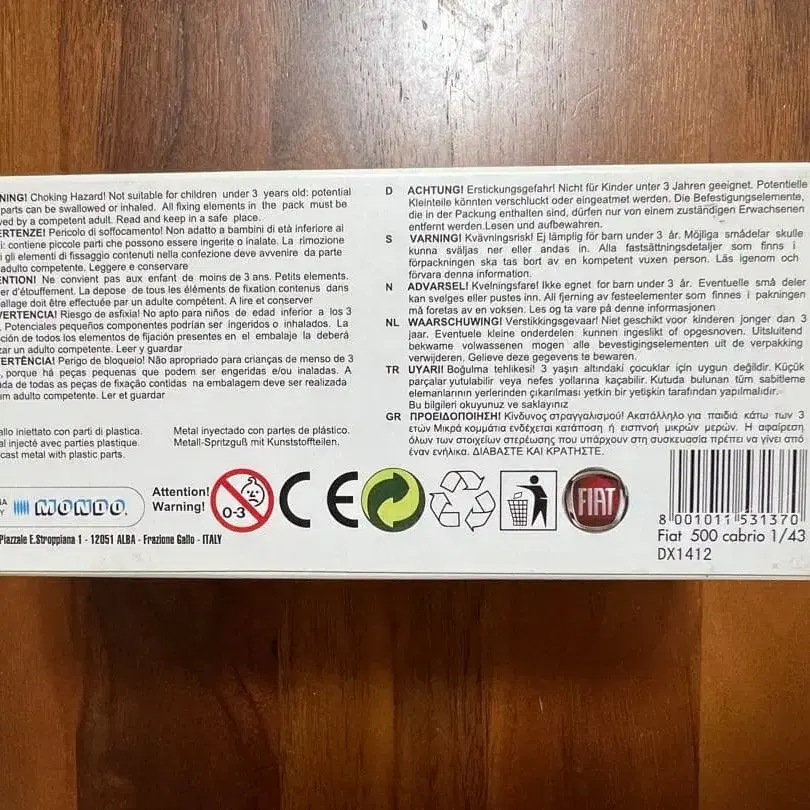 NING! Choking Hazard! Not suitable for children under 3 years old: potential
parts can be swallowed or inhaled. All fixing elements in the pack must be
ved by a competent adult. Read and keep in a safe place.
ERTENZE! Pericolo di soffocamento! Non adatto a bambini di età inferiore al
i: contiene piccole parti che possono essere ingerite o inalate. La rimozione
i gli elementi di fissaggio contenuti nella confezione deve avvenire da parte
adulto competente. Leggere e conservare
ENTION! Ne convient pas aux enfant de moins de 3 ans. Petits elements.
er d'étouffement. La depose de tous les éléments de fixation contenus dans
allage doit être effectuée par un adulte compétent. A lire et conserver
VERTENCIA! Riesgo de asfixia! No apto para niños de edad inferior a los 3
. Potenciales pequeños componentes podrían ser ingeridos o inhalados. La
ción de todos los elementos de fijación presentes en el embalaje la deberá
zar un adulto competente. Leer y guardar
ERTÊNCIA! Perigo de bloqueio! Não apropriado para crianças de menso de 3
, porque há peças pequenas que podem ser engeridas e/ou inaladas. A
da de todas as peças de fixação contidas na embalagem deve ser realizada
m adulto competente. Ler et guardar
allo iniettato con parti di plastica.
al injecté avec parties plastique.
cast metal with plastic parts.
Metal inyectado con partes de plástico.
Metall-Spritzguß mit Kunststoffteilen.
D ACHTUNG! Erstickungsgefahr! Nicht für Kinder unter 3 Jahren geeignet. Potentielle
Kleinteile könnten verschluckt oder eingeatmet werden. Die Befestigungselemente,
die in der Packung enthalten sind, dürfen nur von einem zuständigen Erwachsenen
entfernt werden.Lesen und aufbewahren.
S VARNING! Kvävningsrisk! Ej lämplig för barn under 3 år. Möjliga smådelar skulle
kunna sväljas ner eller andas in. Alla fastsättningsdetaljer som finns i
förpackningen ska tas bort av en kompetent vuxen person. Läs igenom och
förvara denna information.
N ADVARSEL! Kvelningsfare! Ikke egnet for barn under 3 år. Eventuelle små deler
kan svelges eller pustes inn. All fjerning av festeelementer som finnes i pakningen
må foretas av en voksen. Les og ta vare på denne informasjonen
NL WAARSCHUWING! Verstikkingsgevaar! Niet geschikt voor kinderen jonger dan 3
jaar. Eventuele kleine onderdelen kunnen ingeslikt of opgesnoven. Uitsluitend
bekwame volwassenen mogen alle bevestigingselementen uit de verpakking
verwijderen. Gelieve deze gegevens te bewaren.
TR UYARI! Boğulma tehlikesi! 3 yaşın altındaki çocuklar için uygun değildir. Küçük
parçalar yutulabilir veya nefes yollarına kaçabilir. Kutuda bulunan tüm sabitleme
elemanlarının yerlerinden çıkarılması yetkin bir yetişkin tarafından yapılmalıdır.
Bu bilgileri okuyunuz ve saklayınız
GR ΠΡΟΕΙΔΟΠΟΙΗΣΗ! Κίνδυνος στραγγαλισμού! Ακατάλληλο για παιδιά κάτω των 3
ετών Μικρά κομμάτια ενδέχεται κατάποση ή εισπνοή μικρών μερών. Η αφαίρεση
όλων των στοιχείων στερέωσης που υπάρχουν στη συσκευασία πρέπει να γίνει από
έναν ενήλικα. ΔΙΑΒΑΣΤΕ ΚΑΙ ΚΡΑΤΗΣΤΕ.
MONDO
Piazzale E.Stroppiana 1 - 12051 ALBA - Frazione Gallo - ITALY
Attention!
Warning!
0-3
CE
FIAT
8 001011 531370
Fiat 500 cabrio 1/43
DX1412